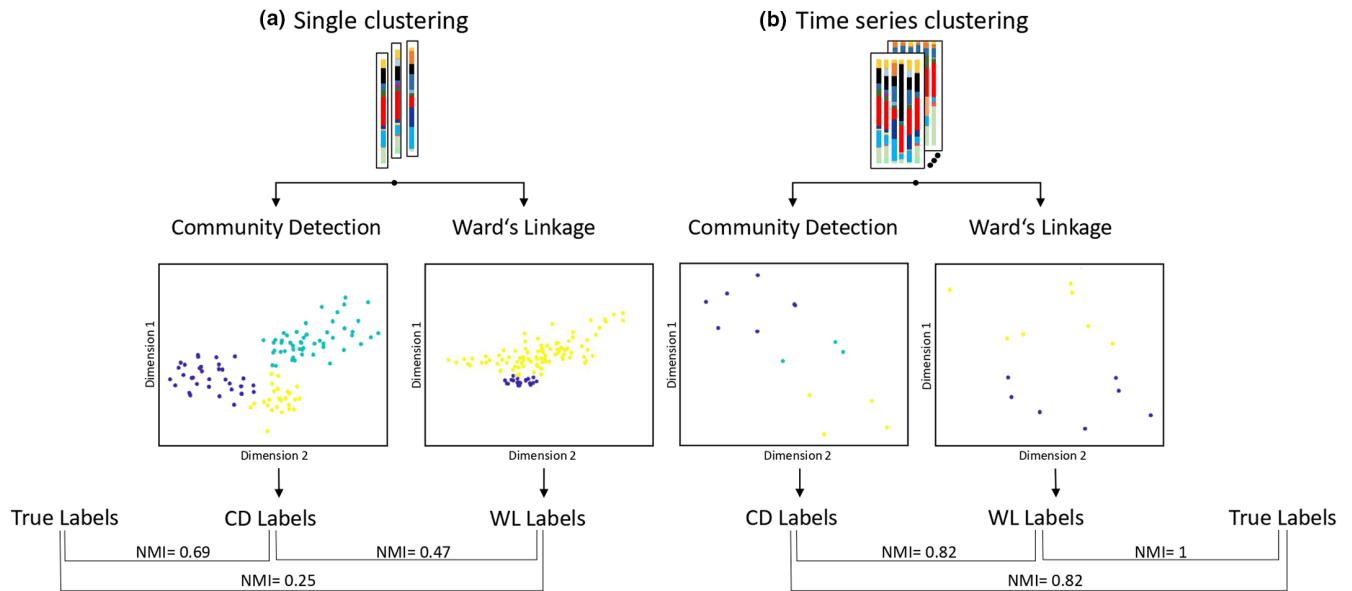 (a) Single clustering
(b) Time series clustering
Community Detection
Ward‘s Linkage
Community Detection
Ward‘s Linkage
Dimension 1
Dimension 1
Dimension 1
Dimension 1
Dimension 2
Dimension 2
Dimension 2
Dimension 2
True Labels
CD Labels
WL Labels
CD Labels
WL Labels
True Labels
NMI= 0.69
NMI= 0.47
NMI= 0.82
NMI= 1
NMI= 0.25
NMI= 0.82